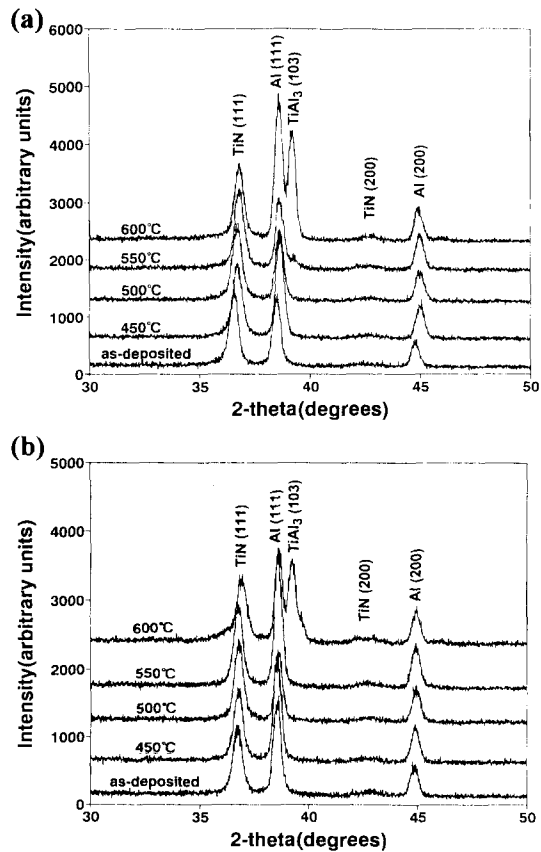 (a)
6000
5000
4000
3000
2000
1000
0
Intensity(arbitrary units)
TiN (111)
Al (111)
TiAl3 (103)
TiN (200)
Al (200)
600°C
550°C
500°C
450°C
as-deposited
30
35
40
45
50
2-theta(degrees)
(b)
5000
4000
3000
2000
1000
0
Intensity(arbitrary units)
TiN (111)
Al (111)
TiAl3 (103)
TiN (200)
Al (200)
600°C
550°C
500°C
450°C
as-deposited
30
35
40
45
50
2-theta(degrees)